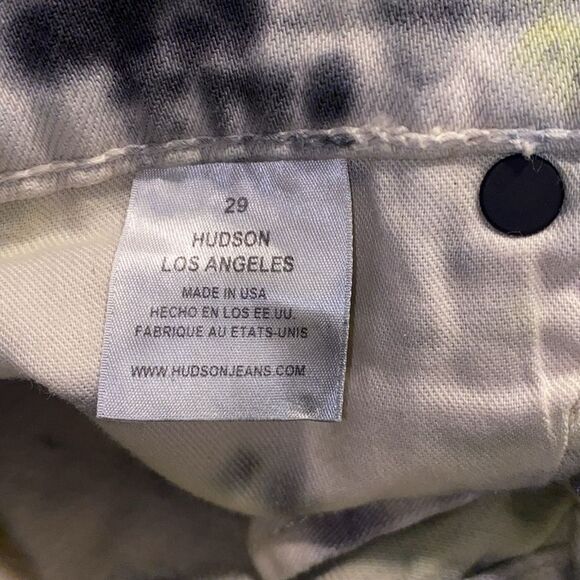 29
HUDSON
LOS ANGELES
MADE IN USA
HECHO EN LOS EE UU.
FABRIQUE AU ETATS-UNIS
WWW.HUDSONJEANS.COM